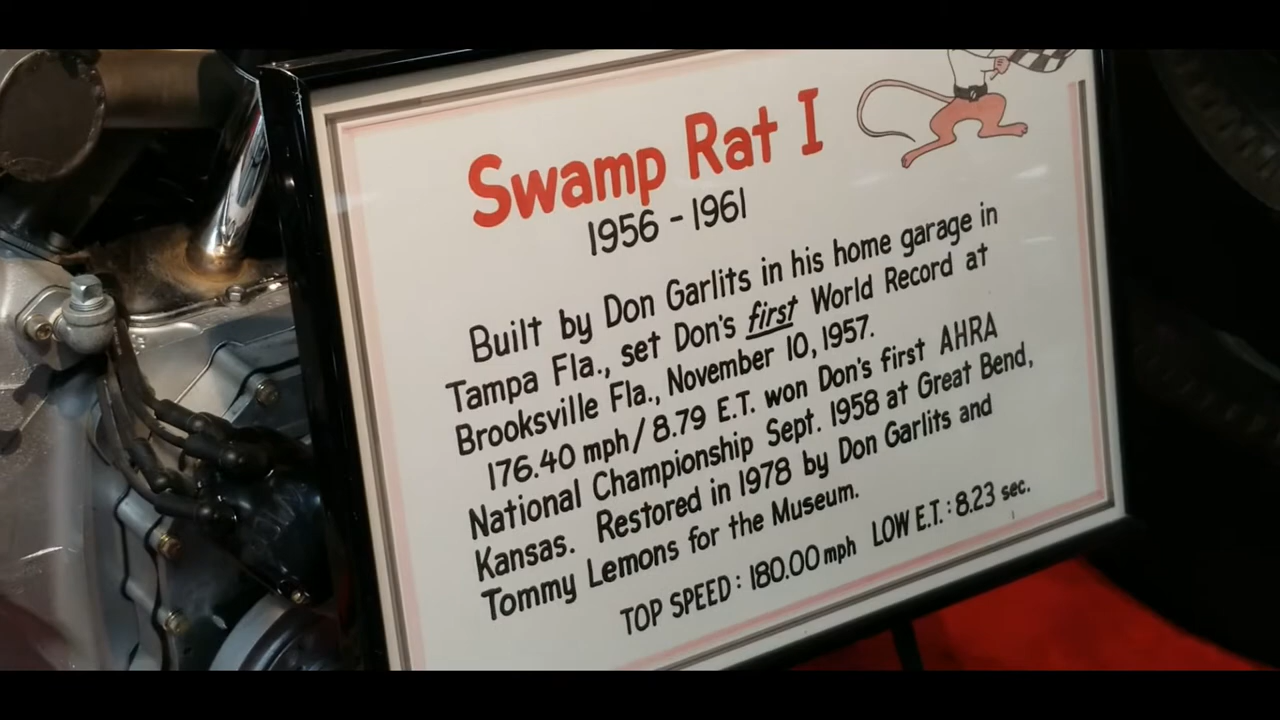 Swamp Rat I
1956 - 1961
Built by Don Garlits in his home garage in
Tampa Fla., set Don's first World Record at
Brooksville Fla., November 10, 1957.
176.40 mph/ 8.79 E.T. won Don's first AHRA
National Championship Sept. 1958 at Great Bend,
Kansas. Restored in 1978 by Don Garlits and
Tommy Lemons for the Museum.
TOP SPEED: 180.00 mph LOW E.T.: 8.23 sec.